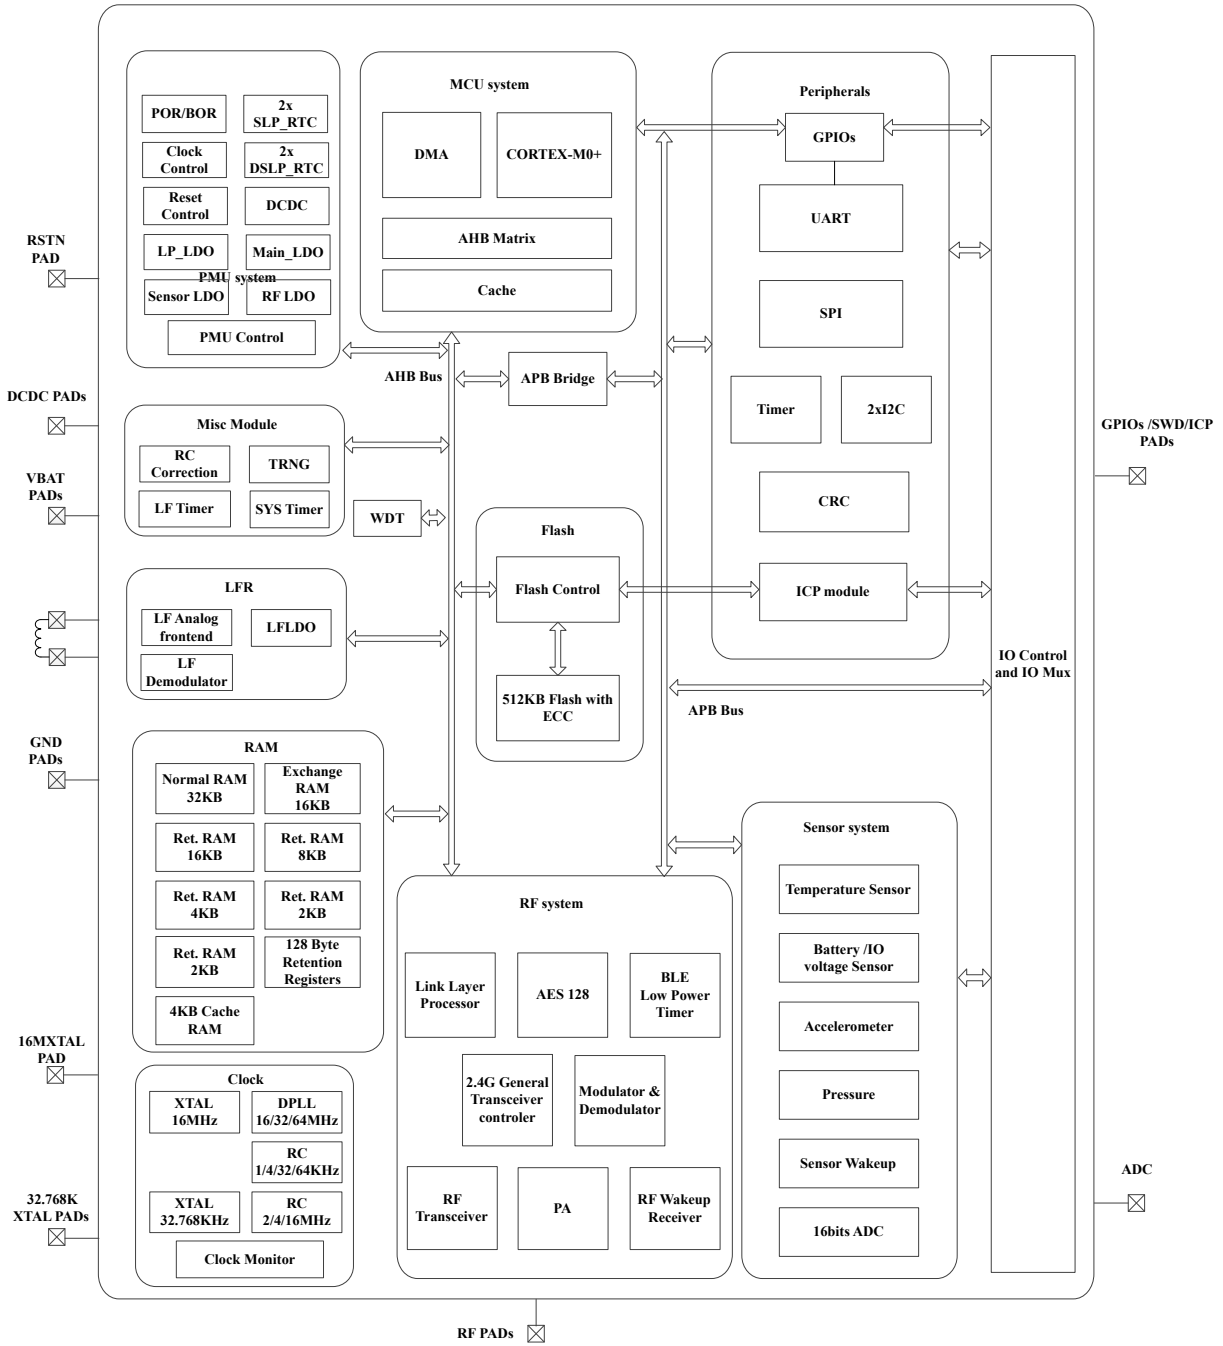 MCU system
DMA
CORTEX-M0+
AHB Matrix
Cache
POR/BOR
2x
SLP_RTC
Clock
Control
2x
DSLP_RTC
Reset
Control
DCDC
LP_LDO
Main_LDO
PMU system
Sensor LDO
RF LDO
PMU Control
Peripherals
GPIOs
UART
SPI
Timer
2xI2C
CRC
ICP module
RSTN
PAD
DCDC PADs
VBAT
PADs
GND
PADs
16MXTAL
PAD
32.768K
XTAL PADs
AHB Bus
APB Bridge
Misc Module
RC
Correction
TRNG
LF Timer
SYS Timer
WDT
Flash
Flash Control
512KB Flash with
ECC
LFR
LF Analog
frontend
LFLDO
LF
Demodulator
APB Bus
IO Control
and IO Mux
GPIOs /SWD/ICP
PADs
RAM
Normal RAM
32KB
Exchange
RAM
16KB
Ret. RAM
16KB
Ret. RAM
8KB
Ret. RAM
4KB
Ret. RAM
2KB
Ret. RAM
2KB
128 Byte
Retention
Registers
4KB Cache
RAM
Clock
XTAL
16MHz
DPLL
16/32/64MHz
RC
1/4/32/64KHz
XTAL
32.768KHz
RC
2/4/16MHz
Clock Monitor
RF system
Link Layer
Processor
AES 128
BLE
Low Power
Timer
2.4G General
Transceiver
controler
Modulator &
Demodulator
RF
Transceiver
PA
RF Wakeup
Receiver
Sensor system
Temperature Sensor
Battery /IO
voltage Sensor
Accelerometer
Pressure
Sensor Wakeup
16bits ADC
ADC
RF PADs